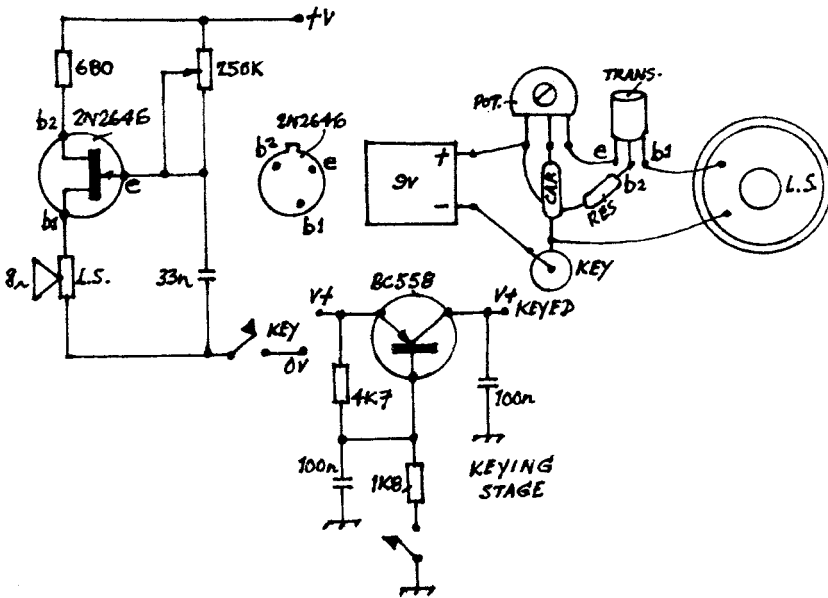 +V
680
250K
b2
2N2646
e
b1
8Ω
L.S.
33n
KEY
0V
2N2646
b2
e
b1
9V
+
-
POT.
TRANS.
e
b2
b1
CAP
RES
L.S.
KEY
BC558
V+
V+
KEYED
4K7
100n
100n
1K8
KEYING
STAGE